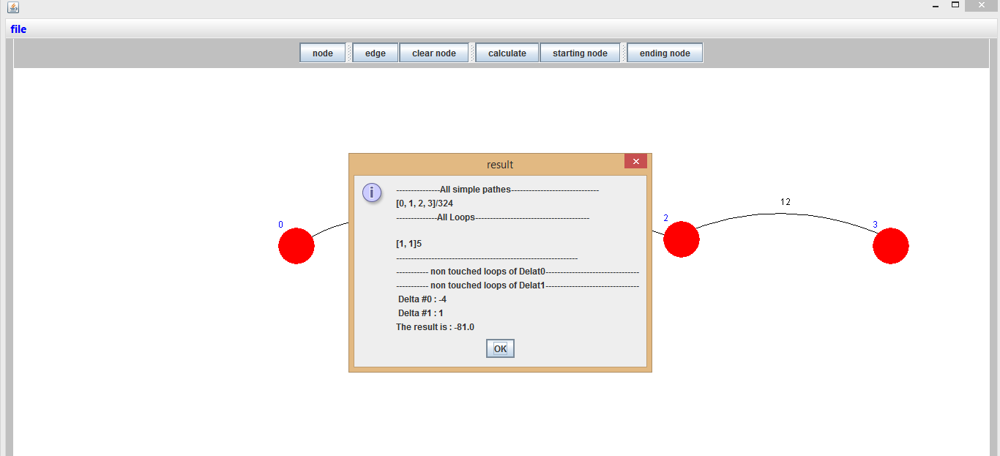 file
node edge clear node calculate starting node ending node
result
---------------All simple pathes------------------------------
[0, 1, 2, 3]/324
--------------All Loops---------------------------------------
[1, 1]5
--------------------------------------------------------------
----------- non touched loops of Delat0--------------------------------
----------- non touched loops of Delat1--------------------------------
Delta #0 : -4
Delta #1 : 1
The result is : -81.0
OK
0
2
12
3